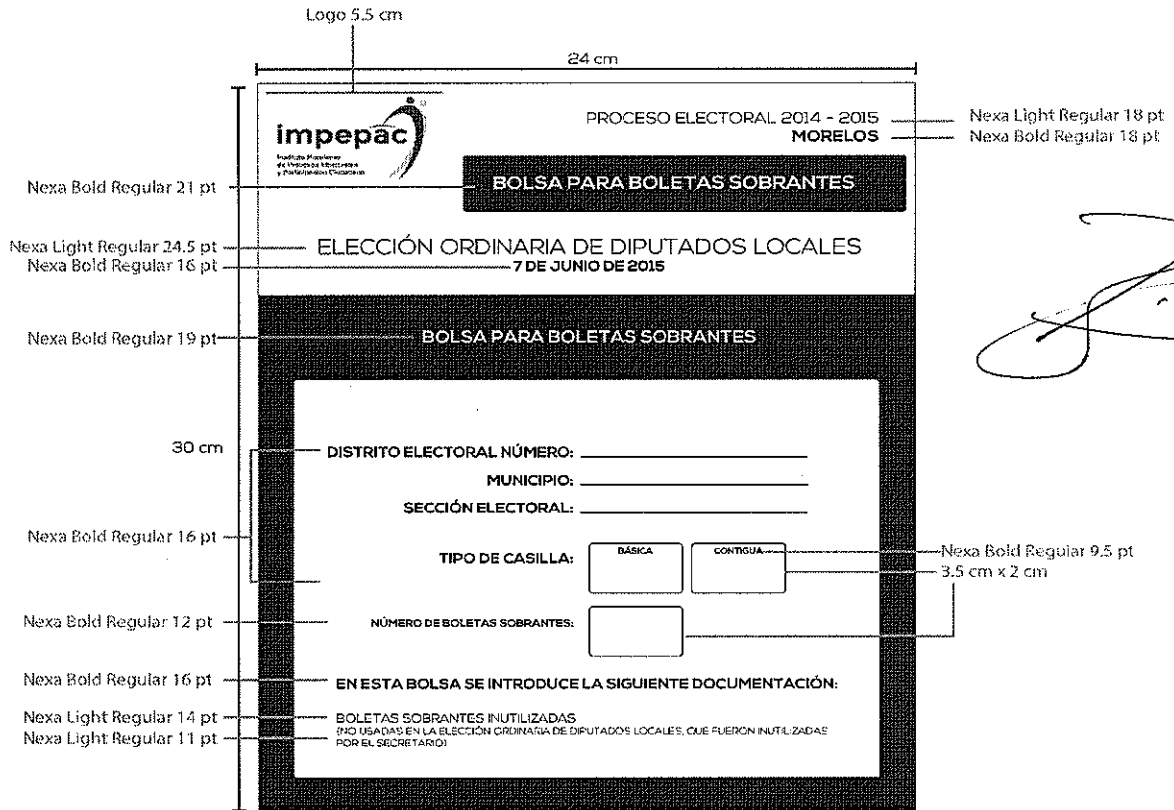 Logo 5.5 cm
24 cm
impepac
Instituto Morelense
de Procesos Electorales
y Participación Ciudadana
PROCESO ELECTORAL 2014 - 2015
MORELOS
Nexa Light Regular 18 pt
Nexa Bold Regular 18 pt
Nexa Bold Regular 21 pt
BOLSA PARA BOLETAS SOBRANTES
Nexa Light Regular 24.5 pt
ELECCIÓN ORDINARIA DE DIPUTADOS LOCALES
Nexa Bold Regular 16 pt
7 DE JUNIO DE 2015
Nexa Bold Regular 19 pt
BOLSA PARA BOLETAS SOBRANTES
30 cm
DISTRITO ELECTORAL NÚMERO:
MUNICIPIO:
SECCIÓN ELECTORAL:
Nexa Bold Regular 16 pt
TIPO DE CASILLA:
BÁSICA
CONTIGUA
Nexa Bold Regular 9.5 pt
3.5 cm x 2 cm
Nexa Bold Regular 12 pt
NÚMERO DE BOLETAS SOBRANTES:
Nexa Bold Regular 16 pt
EN ESTA BOLSA SE INTRODUCE LA SIGUIENTE DOCUMENTACIÓN:
Nexa Light Regular 14 pt
BOLETAS SOBRANTES INUTILIZADAS
Nexa Light Regular 11 pt
(NO USADAS EN LA ELECCIÓN ORDINARIA DE DIPUTADOS LOCALES, QUE FUERON INUTILIZADAS
POR EL SECRETARIO)